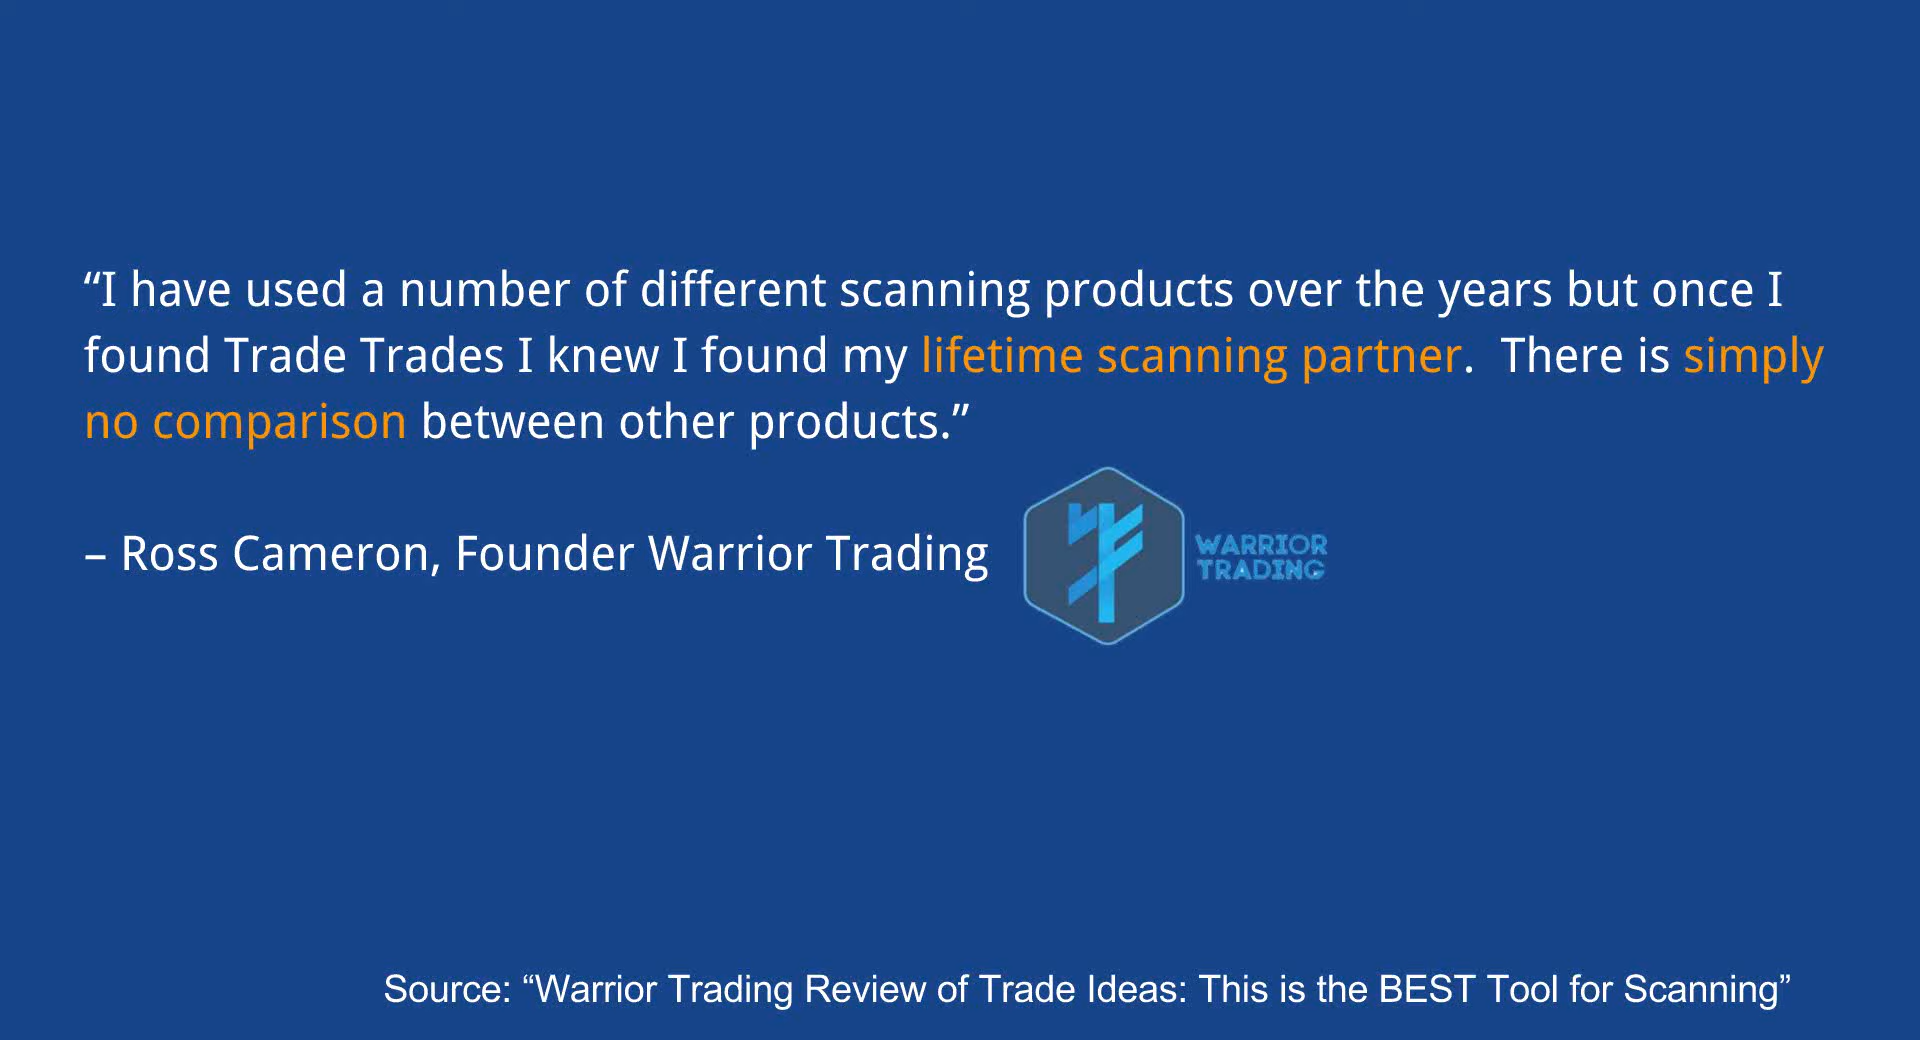 “I have used a number of different scanning products over the years but once I
found Trade Trades I knew I found my lifetime scanning partner.  There is simply
no comparison between other products.”
– Ross Cameron, Founder Warrior Trading
WARRIOR
TRADING
Source: “Warrior Trading Review of Trade Ideas: This is the BEST Tool for Scanning”